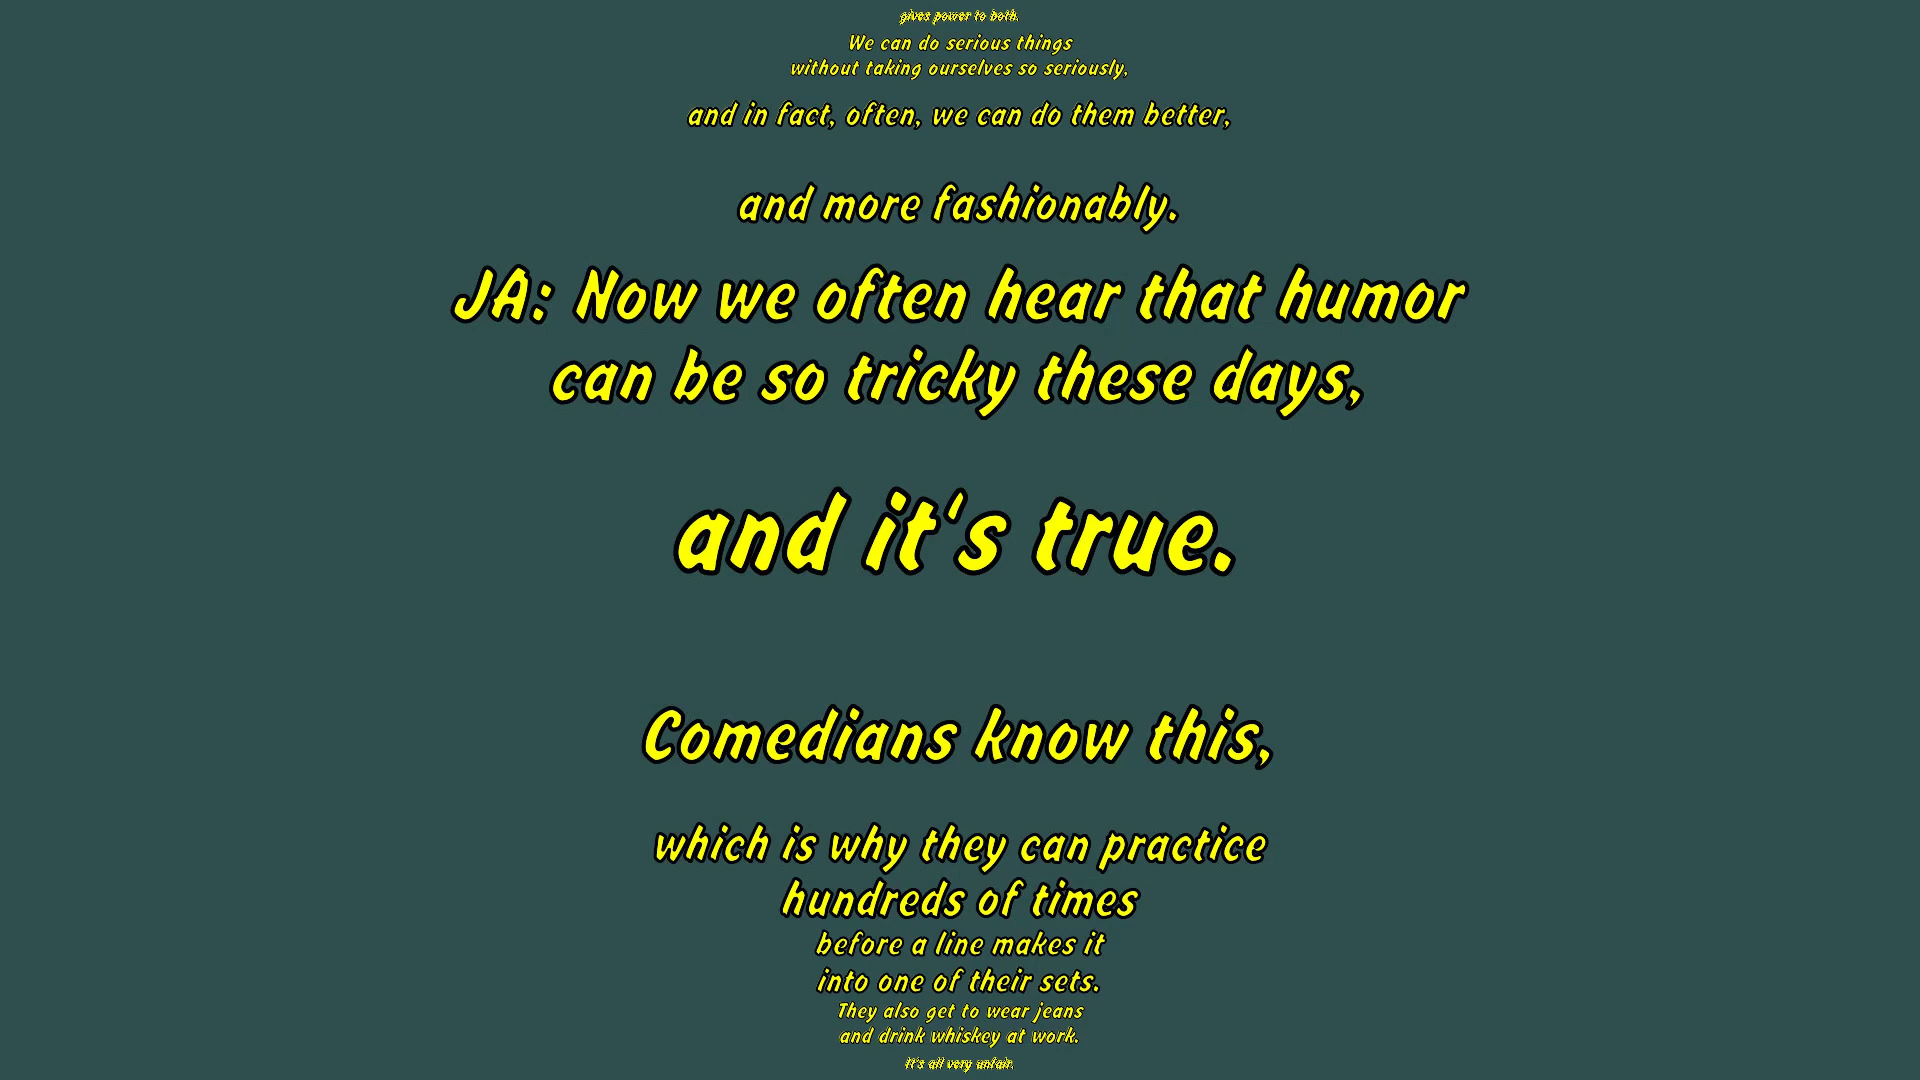 gives power to both.
We can do serious things
without taking ourselves so seriously,
and in fact, often, we can do them better,
and more fashionably.
JA: Now we often hear that humor
can be so tricky these days,
and it's true.
Comedians know this,
which is why they can practice
hundreds of times
before a line makes it
into one of their sets.
They also get to wear jeans
and drink whiskey at work.
It's all very unfair.